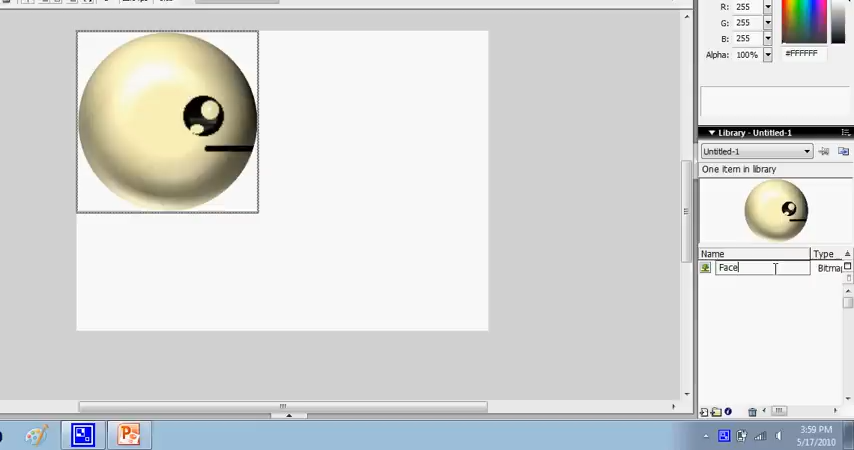 R: 255
G: 255
B: 255
Alpha: 100% #FFFFFF
Library - Untitled-1
Untitled-1
One item in library
Name Type
Face Bitma
3:59 PM
5/17/2010